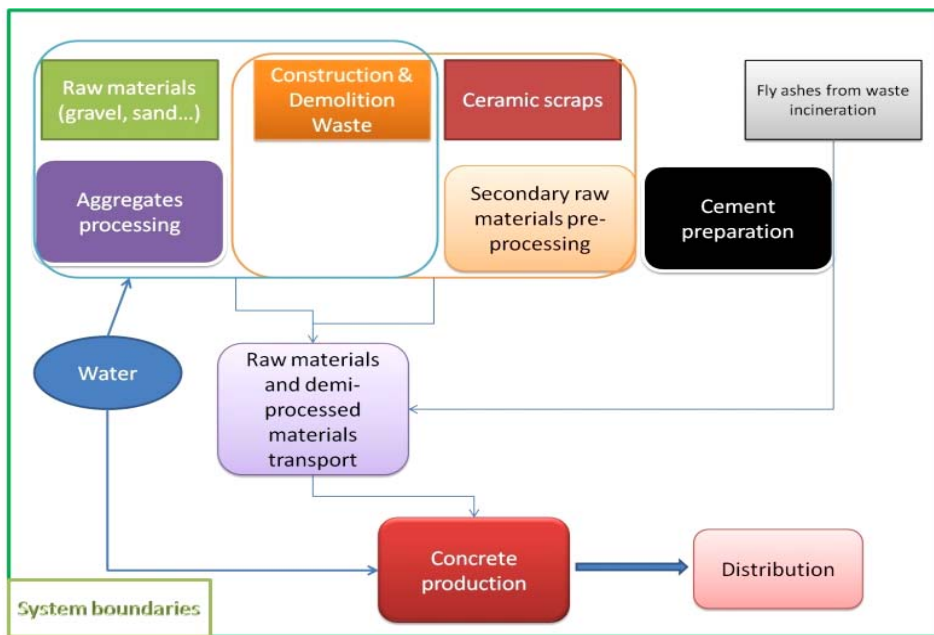 Raw materials
(gravel, sand...)
Construction &
Demolition
Waste
Ceramic scraps
Fly ashes from waste
incineration
Aggregates
processing
Secondary raw
materials pre-
processing
Cement
preparation
Water
Raw materials
and demi-
processed
materials
transport
Concrete
production
Distribution
System boundaries